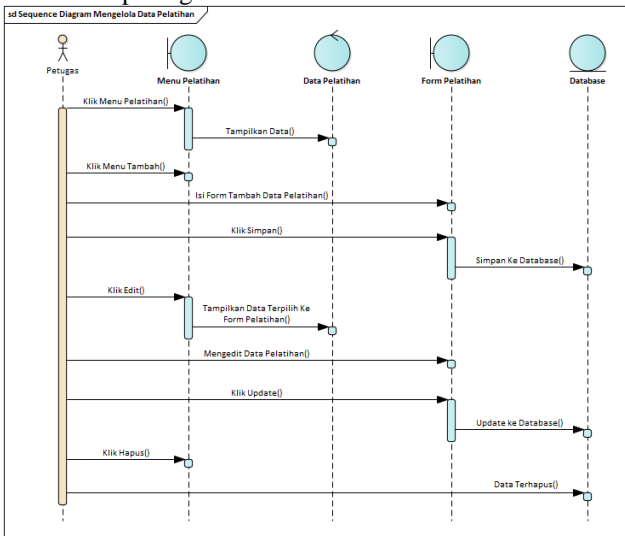 sd Sequence Diagram Mengelola Data Pelatihan
Petugas
Menu Pelatihan
Data Pelatihan
Form Pelatihan
Database
Klik Menu Pelatihan()
Tampilkan Data()
Klik Menu Tambah()
Isi Form Tambah Data Pelatihan()
Klik Simpan()
Simpan Ke Database()
Klik Edit()
Tampilkan Data Terpilih Ke
Form Pelatihan()
Mengedit Data Pelatihan()
Klik Update()
Update ke Database()
Klik Hapus()
Data Terhapus()